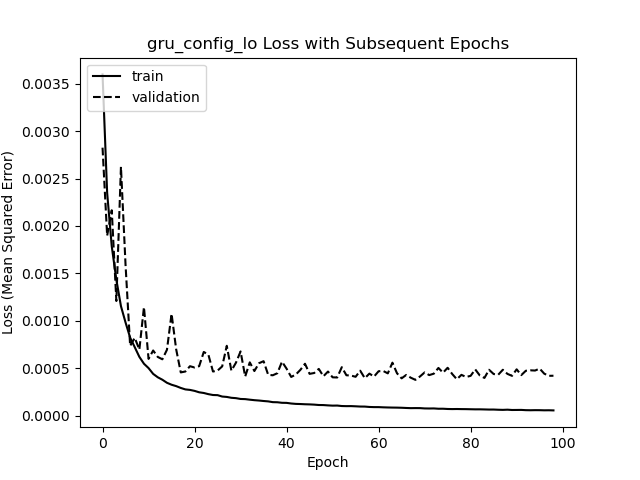 gru_config_lo Loss with Subsequent Epochs
train
validation
Loss (Mean Squared Error)
0.0035
0.0030
0.0025
0.0020
0.0015
0.0010
0.0005
0.0000
0 20 40 60 80 100
Epoch